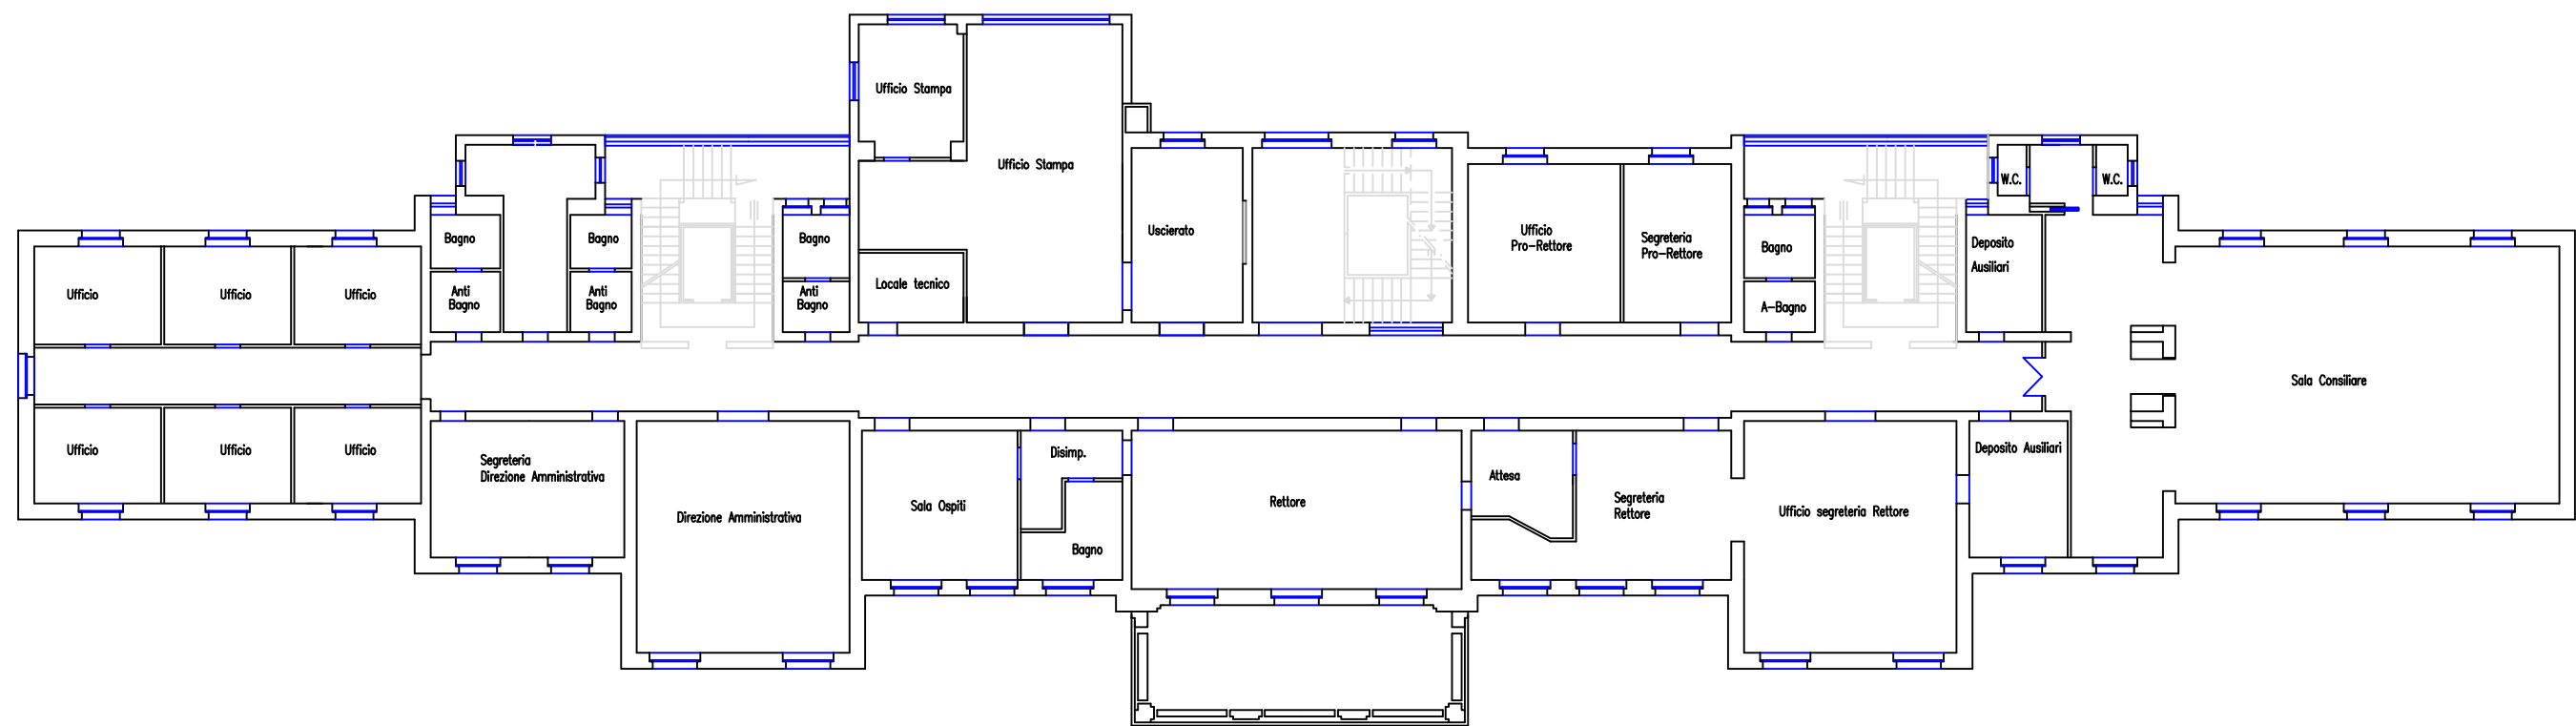 Ufficio Stampa
Ufficio Stampa
Bagno
Bagno
Bagno
Anti
Bagno
Anti
Bagno
Anti
Bagno
Ufficio
Ufficio
Ufficio
Locale tecnico
Uscierato
Ufficio
Pro-Rettore
Segreteria
Pro-Rettore
Bagno
A-Bagno
Deposito
Ausiliari
W.C.
W.C.
Sala Consiliare
Ufficio
Ufficio
Ufficio
Segreteria
Direzione Amministrativa
Direzione Amministrativa
Sala Ospiti
Disimp.
Bagno
Rettore
Attesa
Segreteria
Rettore
Ufficio segreteria Rettore
Deposito Ausiliari